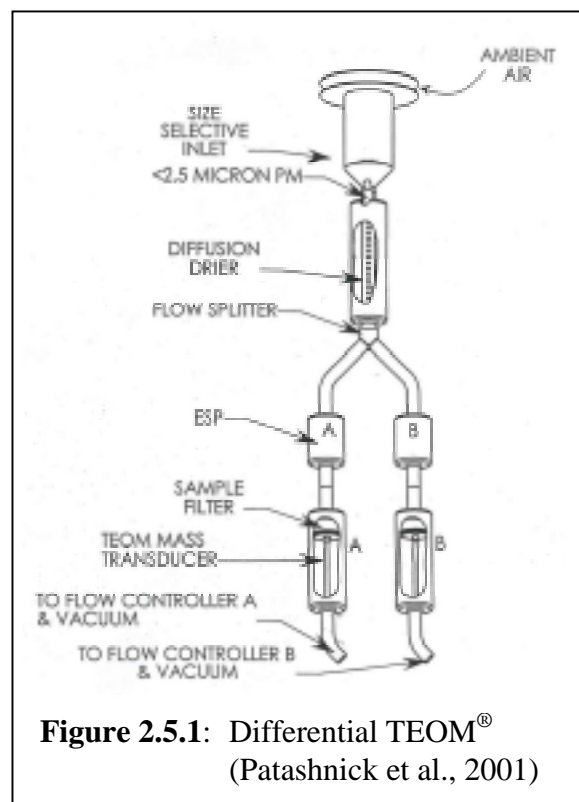 AMBIENT
AIR
SIZE
SELECTIVE
INLET
<2.5 MICRON PM
DIFFUSION
DRIER
FLOW SPLITTER
ESP
A
B
SAMPLE
FILTER
TEOM MASS
TRANSDUCER
A
B
TO FLOW CONTROLLER A
& VACUUM
TO FLOW CONTROLLER B
& VACUUM
Figure 2.5.1: Differential TEOM®
(Patashnick et al., 2001)